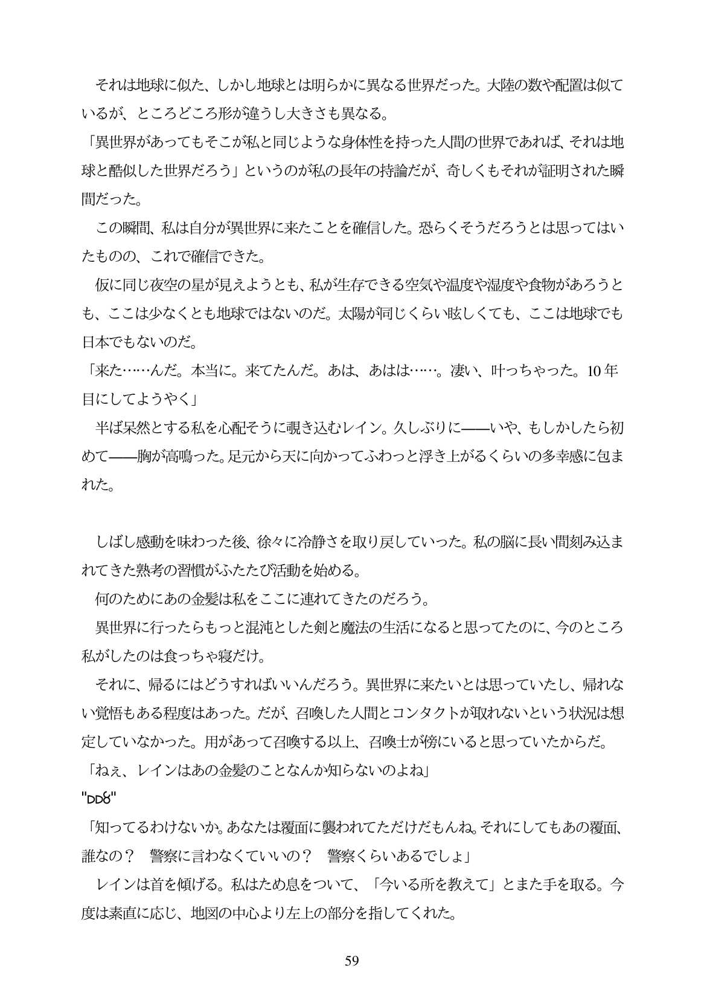 それは地球に似た、しかし地球とは明らかに異なる世界だった。大陸の数や配置は似て
いるが、ところどころ形が違うし大きさも異なる。
「異世界があってもそこが私と同じような身体性を持った人間の世界であれば、それは地
球と酷似した世界だろう」というのが私の長年の持論だが、奇しくもそれが証明された瞬
間だった。
この瞬間、私は自分が異世界に来たことを確信した。恐らくそうだろうとは思ってはい
たものの、これで確信できた。
仮に同じ夜空の星が見えようとも、私が生存できる空気や温度や湿度や食物があろうと
も、ここは少なくとも地球ではないのだ。太陽が同じくらい眩しくても、ここは地球でも
日本でもないのだ。
「来た……んだ。本当に。来てたんだ。あは、あはは……。凄い、叶っちゃった。10 年
目にしてようやく」
半ば呆然とする私を心配そうに覗き込むレイン。久しぶりに――いや、もしかしたら初
めて――胸が高鳴った。足元から天に向かってふわっと浮き上がるくらいの多幸感に包ま
れた。
しばし感動を味わった後、徐々に冷静さを取り戻していった。私の脳に長い間刻み込ま
れてきた熟考の習慣がふたたび活動を始める。
何のためにあの金髪は私をここに連れてきたのだろう。
異世界に行ったらもっと混沌とした剣と魔法の生活になると思ってたのに、今のところ
私がしたのは食っちゃ寝だけ。
それに、帰るにはどうすればいいんだろう。異世界に来たいとは思っていたし、帰れな
い覚悟もある程度はあった。だが、召喚した人間とコンタクトが取れないという状況は想
定していなかった。用があって召喚する以上、召喚士が傍にいると思っていたからだ。
「ねぇ、レインはあの金髪のことなんか知らないのよね」
「知ってるわけないか。あなたは覆面に襲われてただけだもんね。それにしてもあの覆面、
誰なの？　警察に言わなくていいの？　警察くらいあるでしょ」
レインは首を傾げる。私はため息をついて、「今いる所を教えて」とまた手を取る。今
度は素直に応じ、地図の中心より左上の部分を指してくれた。
59